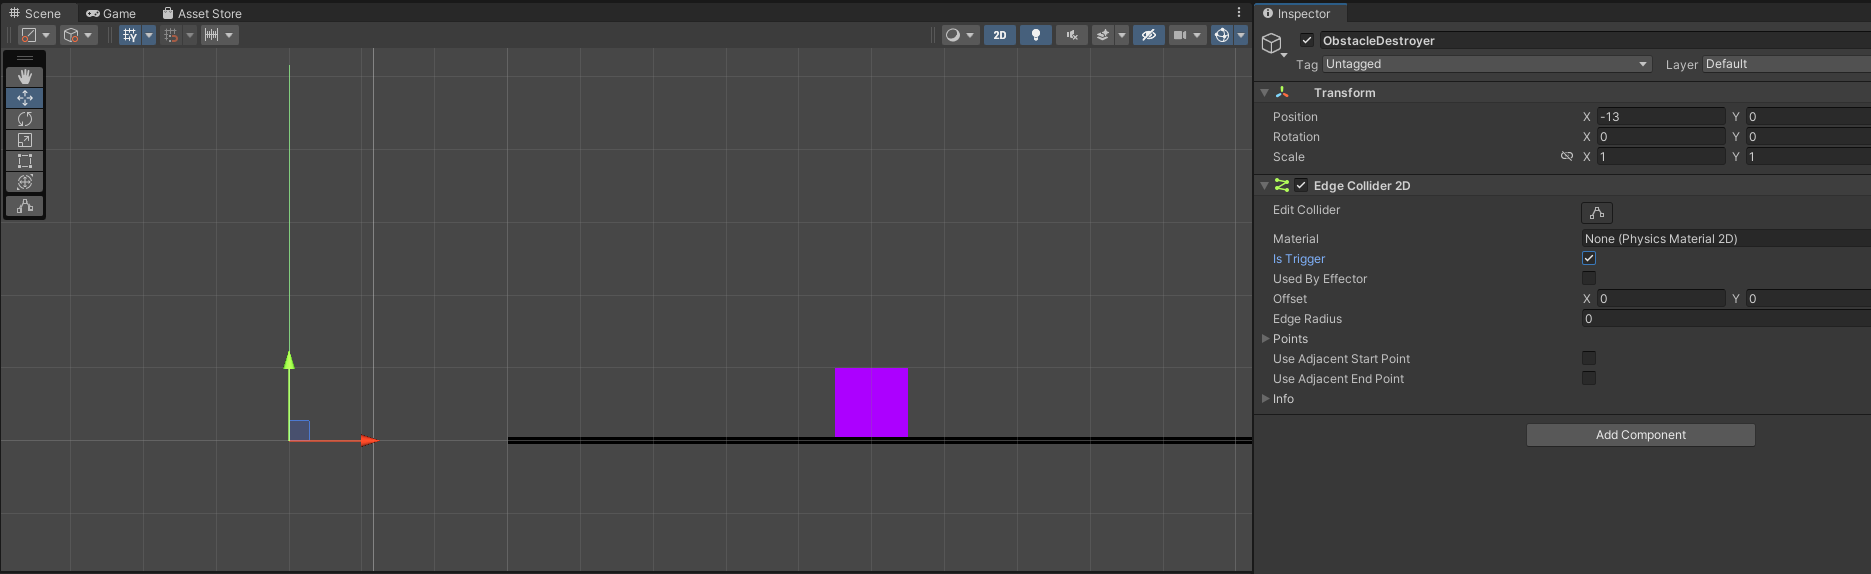 Scene Game Asset Store
2D
Inspector
ObstacleDestroyer
Tag Untagged Layer Default
Transform
Position X -13 Y 0
Rotation X 0 Y 0
Scale X 1 Y 1
Edge Collider 2D
Edit Collider
Material None (Physics Material 2D)
Is Trigger
Used By Effector
Offset X 0 Y 0
Edge Radius 0
Points
Use Adjacent Start Point
Use Adjacent End Point
Info
Add Component